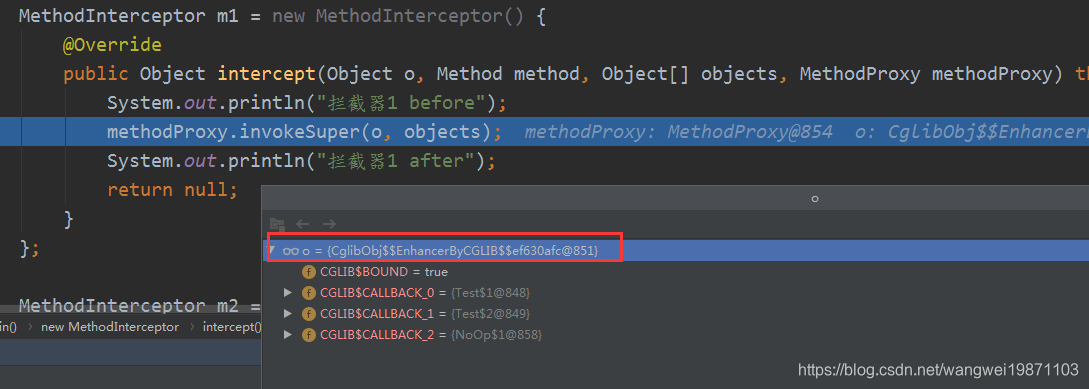 MethodInterceptor m1 = new MethodInterceptor() {
@Override
public Object intercept(Object o, Method method, Object[] objects, MethodProxy methodProxy) th
System.out.println("拦截器1 before");
methodProxy.invokeSuper(o, objects); methodProxy: MethodProxy@854 o: CglibObj$$Enhancer
System.out.println("拦截器1 after");
return null;
}
};
MethodInterceptor m2 =
o
o = {CglibObj$$EnhancerByCGLIB$$ef630afc@851}
f CGLIB$BOUND = true
f CGLIB$CALLBACK_0 = {Test$1@848}
f CGLIB$CALLBACK_1 = {Test$2@849}
f CGLIB$CALLBACK_2 = {NoOp$1@858}
in() › new MethodInterceptor › intercept()
https://blog.csdn.net/wangwei19871103